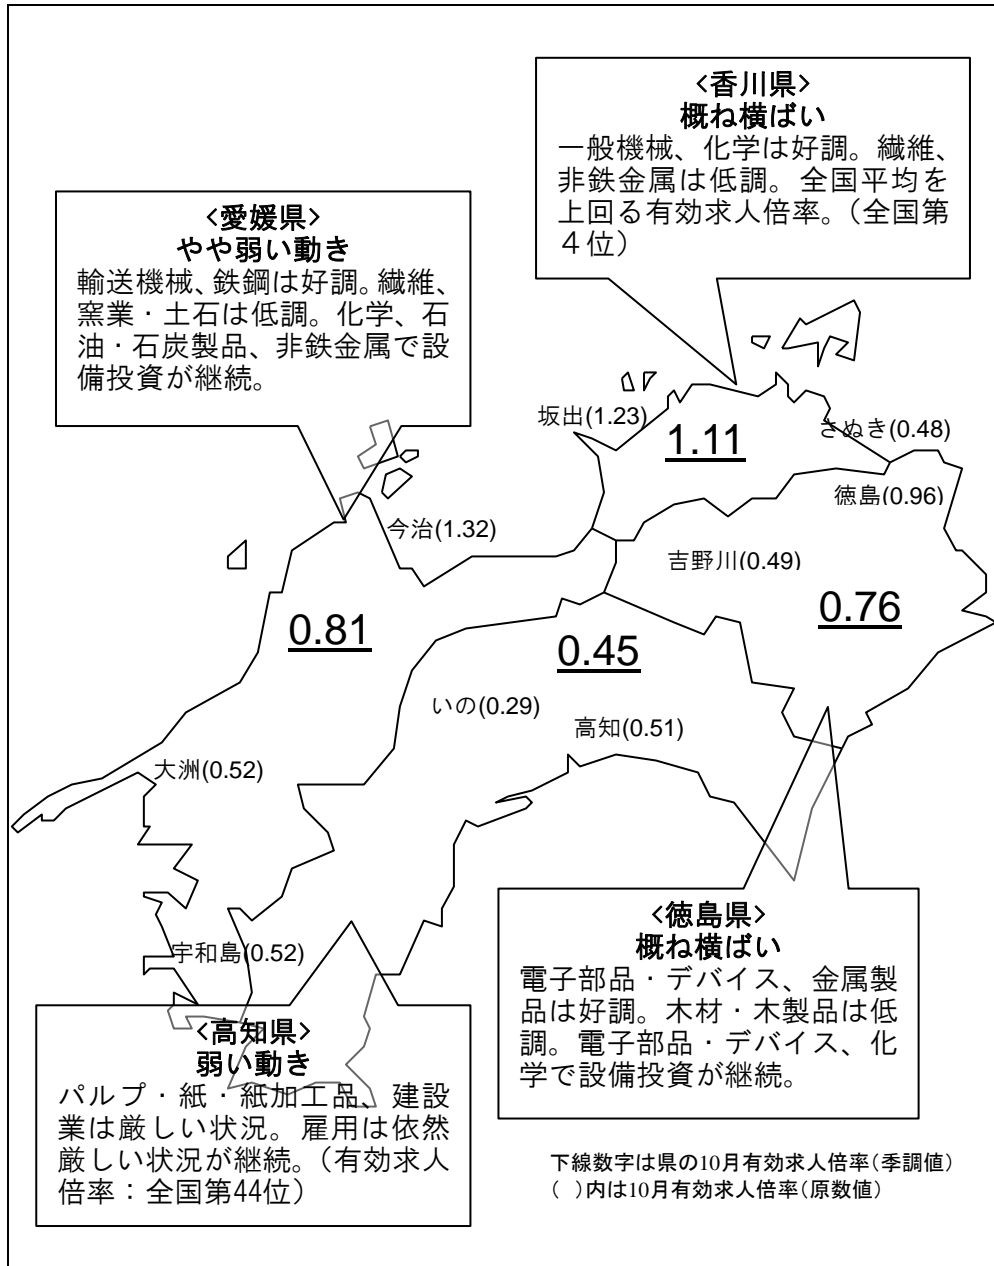 <香川県>
概ね横ばい
一般機械、化学は好調。繊維、
非鉄金属は低調。全国平均を
上回る有効求人倍率。（全国第
４位）
<愛媛県>
やや弱い動き
輸送機械、鉄鋼は好調。繊維、
窯業・土石は低調。化学、石
油・石炭製品、非鉄金属で設
備投資が継続。
坂出(1.23)
1.11
さぬき(0.48)
徳島(0.96)
今治(1.32)
吉野川(0.49)
0.81
0.76
0.45
いの(0.29)
高知(0.51)
大洲(0.52)
宇和島(0.52)
<徳島県>
概ね横ばい
電子部品・デバイス、金属製
品は好調。木材・木製品は低
調。電子部品・デバイス、化
学で設備投資が継続。
<高知県>
弱い動き
パルプ・紙・紙加工品、建設
業は厳しい状況。雇用は依然
厳しい状況が継続。（有効求人
倍率：全国第44位）
下線数字は県の10月有効求人倍率（季調値）
（　）内は10月有効求人倍率（原数値）